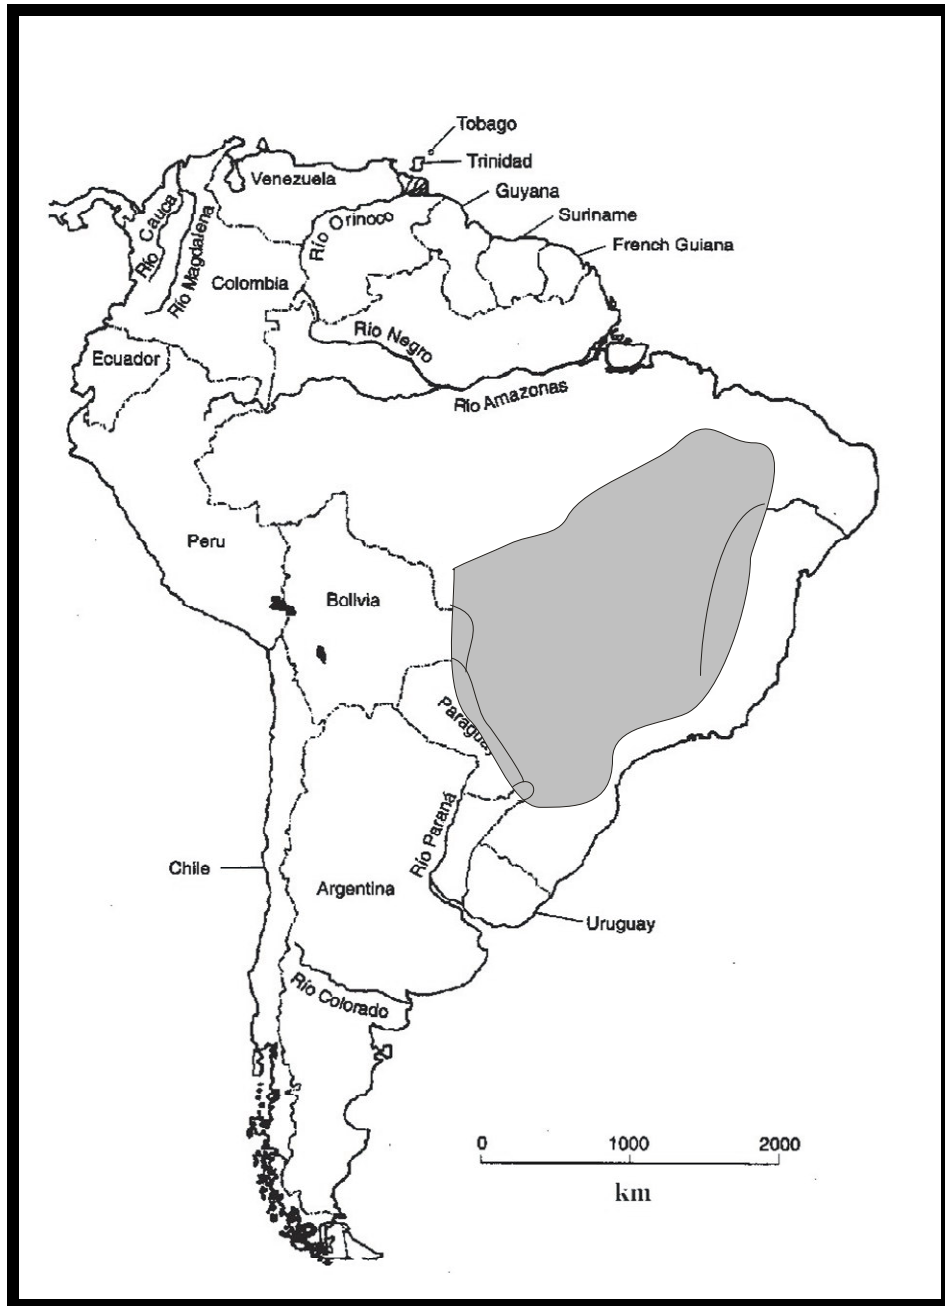 Tobago
Trinidad
Venezuela
Guyana
Río Cauca
Río Magdalena
Río Orinoco
Suriname
French Guiana
Colombia
Río Negro
Ecuador
Río Amazonas
Peru
Bolivia
Paraguay
Río Paraná
Chile
Argentina
Uruguay
Río Colorado
0 1000 2000
km